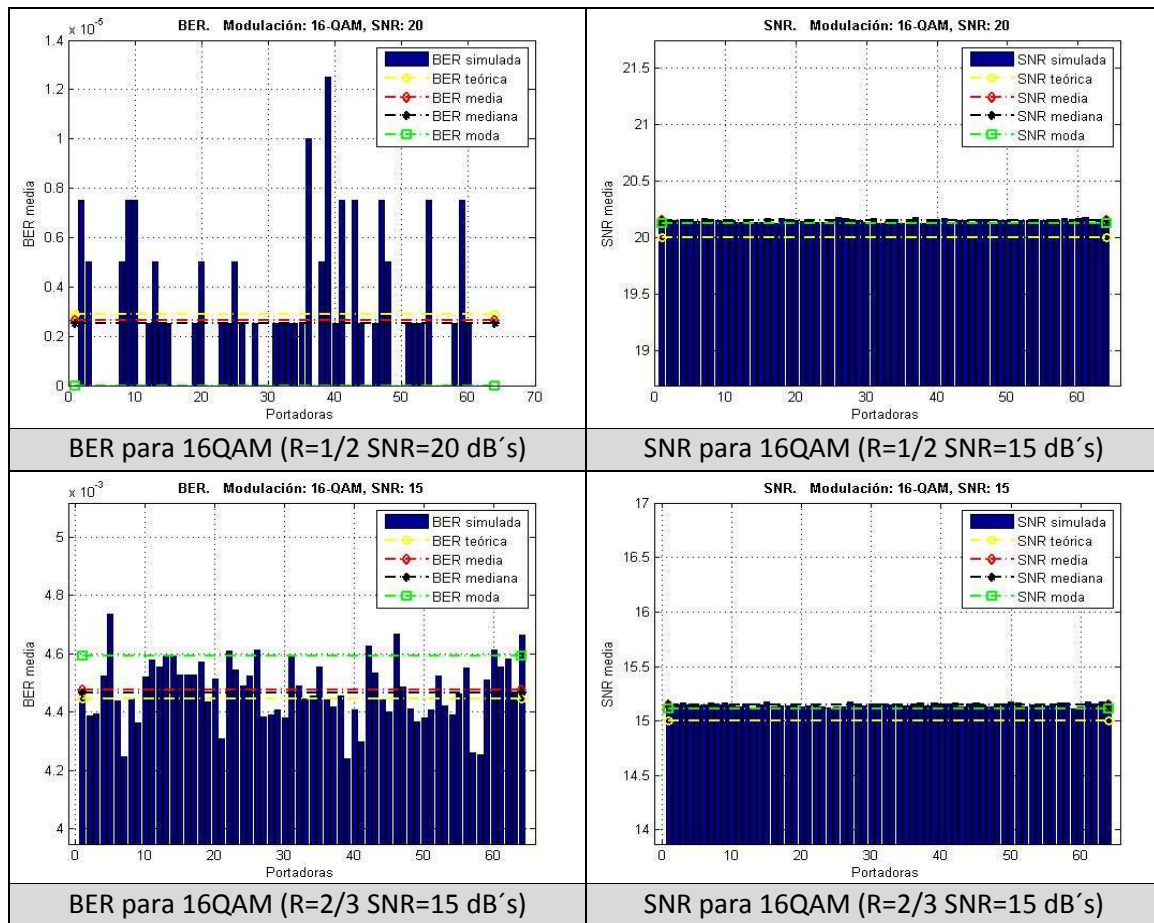 x 10^-5
BER. Modulación: 16-QAM, SNR: 20
1.4
1.2
1
0.8
0.6
0.4
0.2
0
BER media
0 10 20 30 40 50 60 70
Portadoras
BER simulada
BER teórica
BER media
BER mediana
BER moda
SNR. Modulación: 16-QAM, SNR: 20
21.5
21
20.5
20
19.5
19
SNR media
0 10 20 30 40 50 60
Portadoras
SNR simulada
SNR teórica
SNR media
SNR mediana
SNR moda
BER para 16QAM (R=1/2 SNR=20 dB´s)
SNR para 16QAM (R=1/2 SNR=15 dB´s)
x 10^-3
BER. Modulación: 16-QAM, SNR: 15
5
4.8
4.6
4.4
4.2
4
BER media
0 10 20 30 40 50 60
Portadoras
BER simulada
BER teórica
BER media
BER mediana
BER moda
SNR. Modulación: 16-QAM, SNR: 15
17
16.5
16
15.5
15
14.5
14
SNR media
0 10 20 30 40 50 60
Portadoras
SNR simulada
SNR teórica
SNR media
SNR mediana
SNR moda
BER para 16QAM (R=2/3 SNR=15 dB´s)
SNR para 16QAM (R=2/3 SNR=15 dB´s)